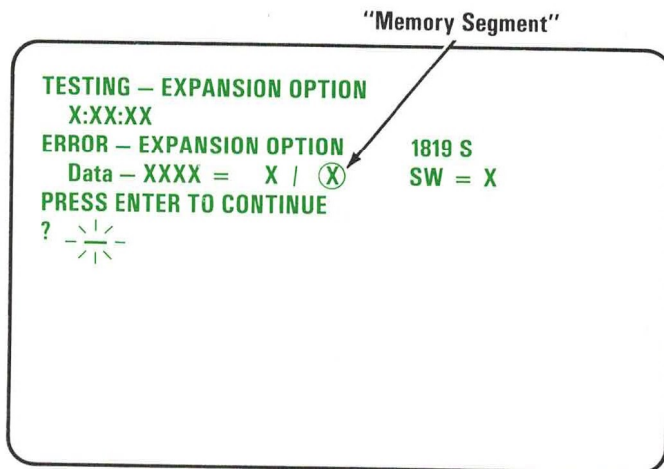 "Memory Segment"
TESTING – EXPANSION OPTION
X:XX:XX
ERROR – EXPANSION OPTION 1819 S
Data – XXXX = X / X SW = X
PRESS ENTER TO CONTINUE
? _